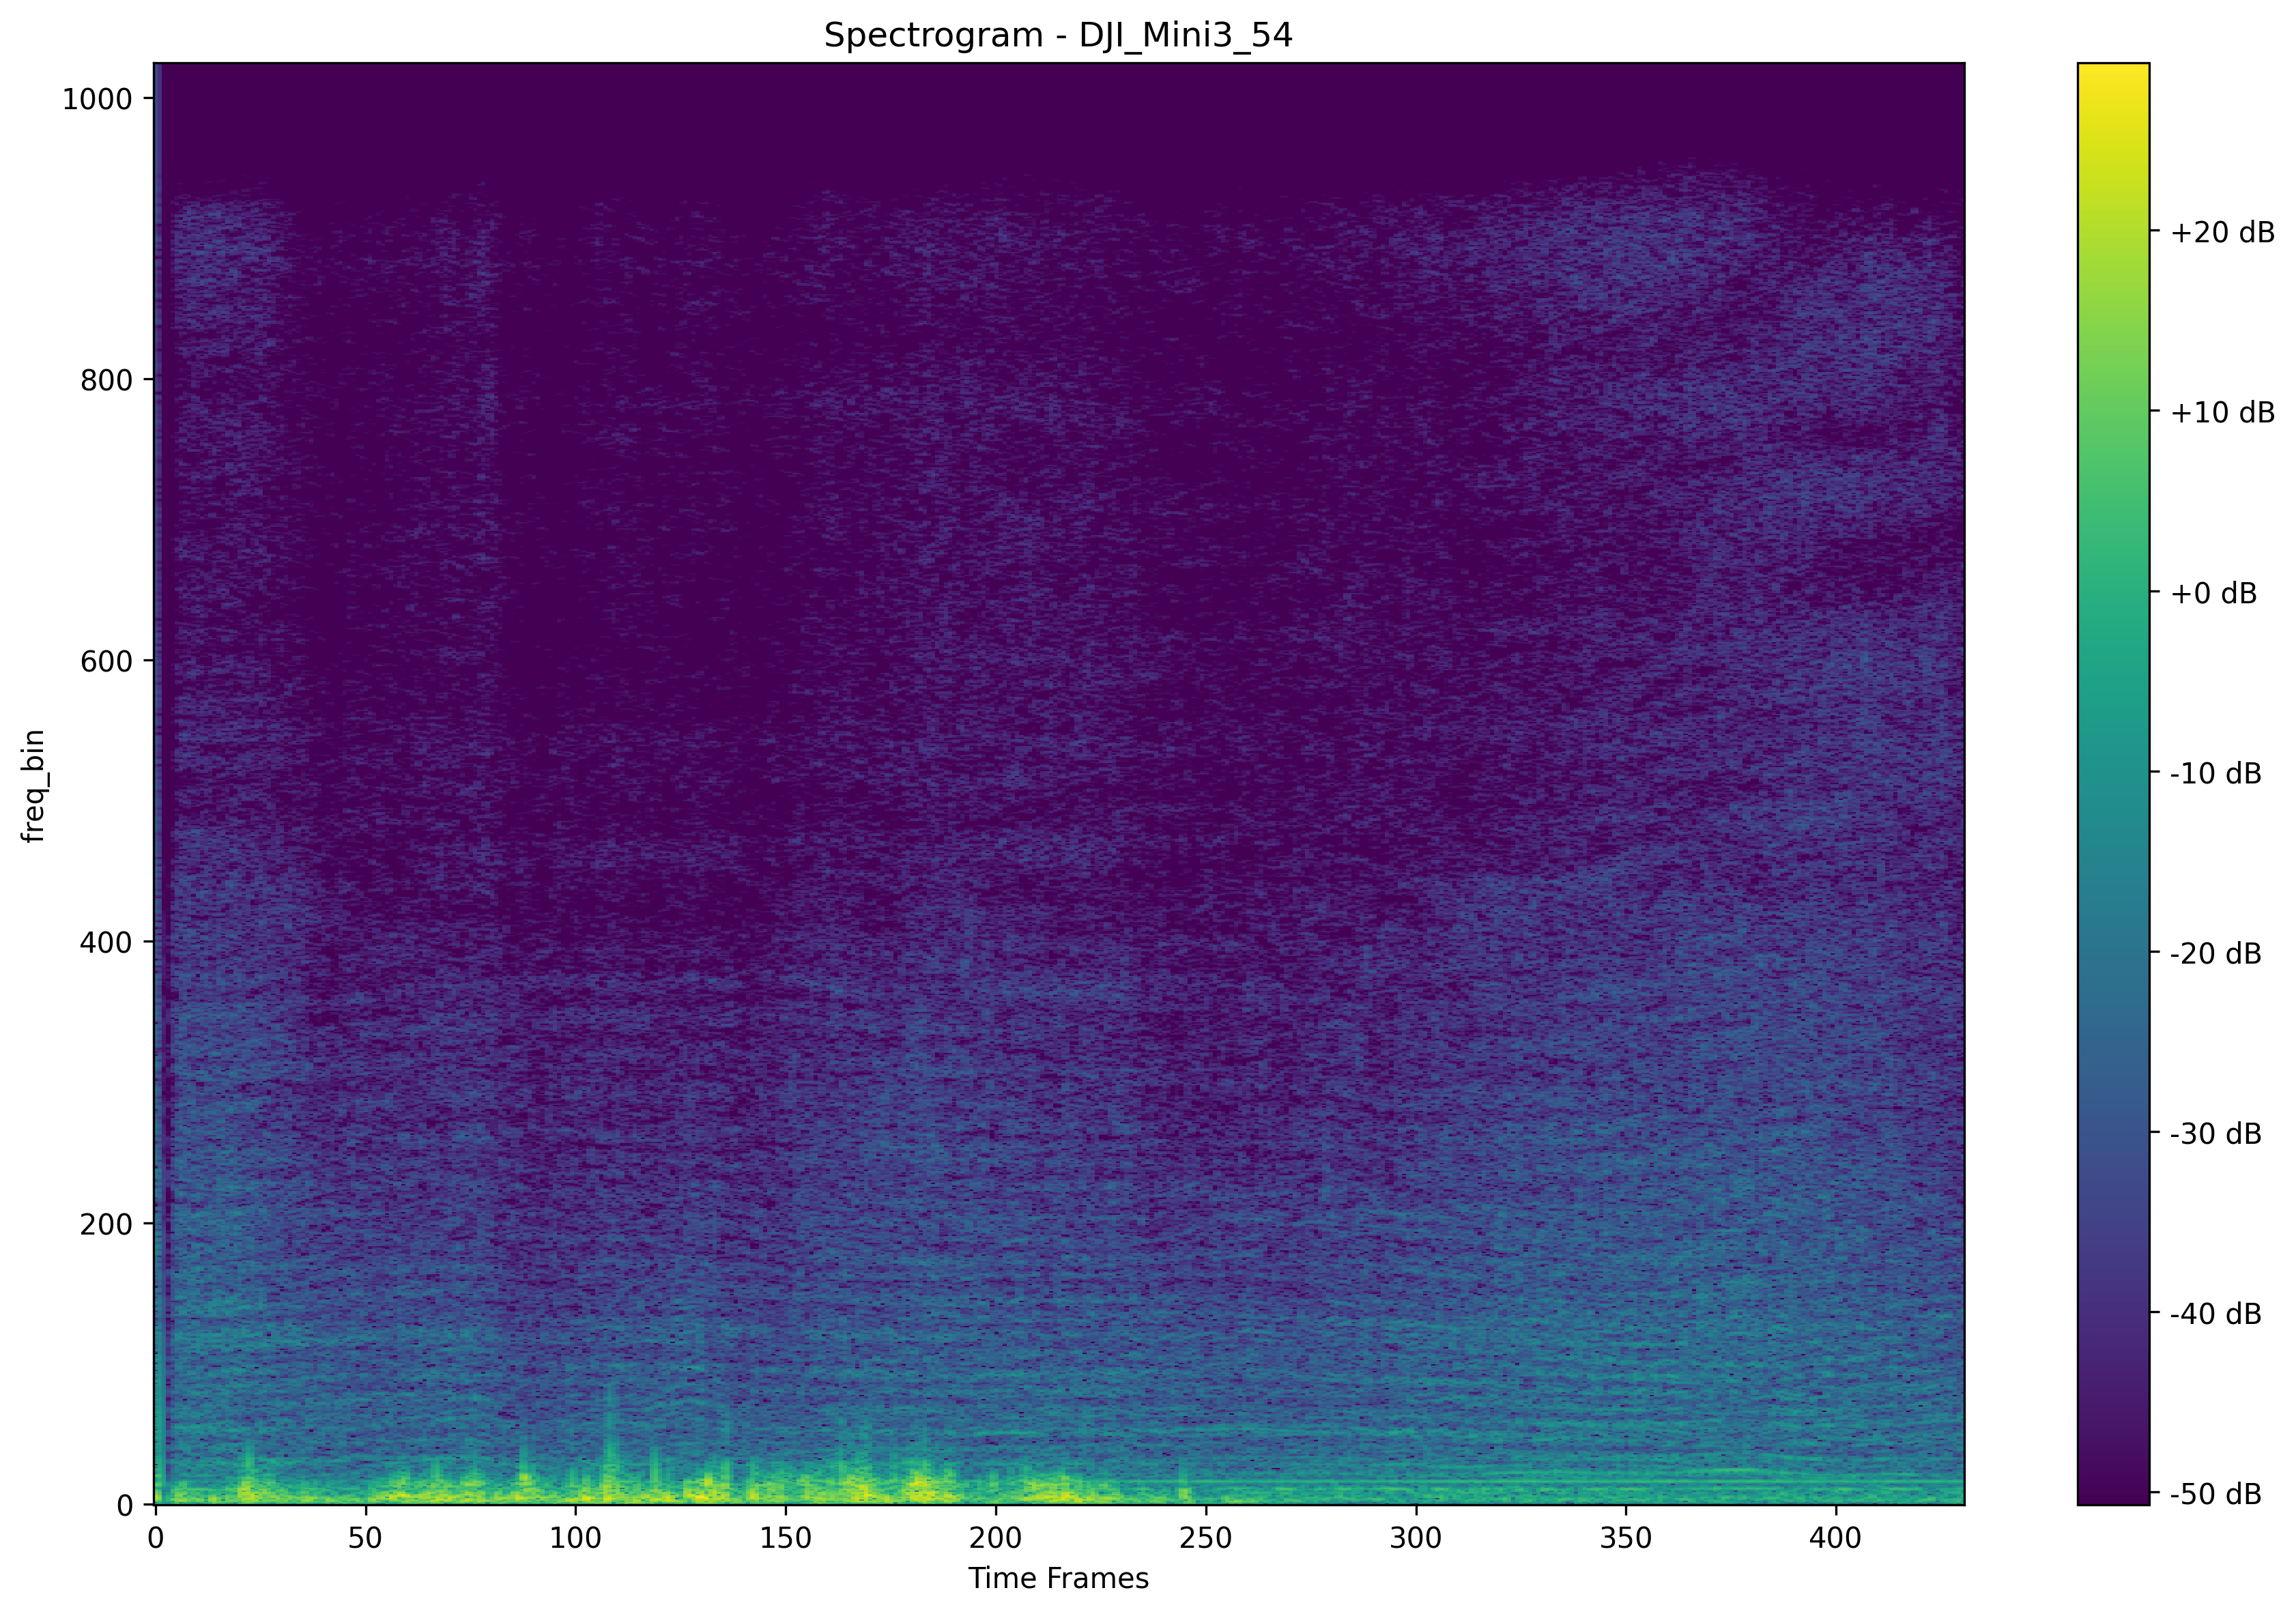 Spectrogram - DJI_Mini3_54
1000
800
600
400
200
0
freq_bin
0 50 100 150 200 250 300 350 400
Time Frames
+20 dB
+10 dB
+0 dB
-10 dB
-20 dB
-30 dB
-40 dB
-50 dB